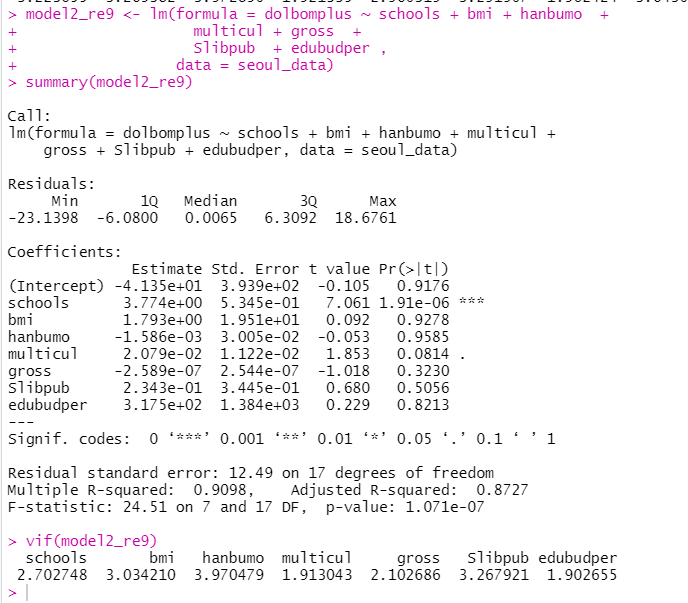 > model2_re9 <- lm(formula = dolbomplus ~ schools + bmi + hanbumo +
+ multicul + gross +
+ Slibpub + edubudper ,
+ data = seoul_data)
> summary(model2_re9)
Call:
lm(formula = dolbomplus ~ schools + bmi + hanbumo + multicul +
gross + Slibpub + edubudper, data = seoul_data)
Residuals:
Min 1Q Median 3Q Max
-23.1398 -6.0800 0.0065 6.3092 18.6761
Coefficients:
Estimate Std. Error t value Pr(>|t|)
(Intercept) -4.135e+01 3.939e+02 -0.105 0.9176
schools 3.774e+00 5.345e-01 7.061 1.91e-06 ***
bmi 1.793e+00 1.951e+01 0.092 0.9278
hanbumo -1.586e-03 3.005e-02 -0.053 0.9585
multicul 2.079e-02 1.122e-02 1.853 0.0814 .
gross -2.589e-07 2.544e-07 -1.018 0.3230
Slibpub 2.343e-01 3.445e-01 0.680 0.5056
edubudper 3.175e+02 1.384e+03 0.229 0.8213
---
Signif. codes: 0 ‘***’ 0.001 ‘**’ 0.01 ‘*’ 0.05 ‘.’ 0.1 ‘ ’ 1
Residual standard error: 12.49 on 17 degrees of freedom
Multiple R-squared: 0.9098, Adjusted R-squared: 0.8727
F-statistic: 24.51 on 7 and 17 DF, p-value: 1.071e-07
> vif(model2_re9)
schools bmi hanbumo multicul gross Slibpub edubudper
2.702748 3.034210 3.970479 1.913043 2.102686 3.267921 1.902655
>